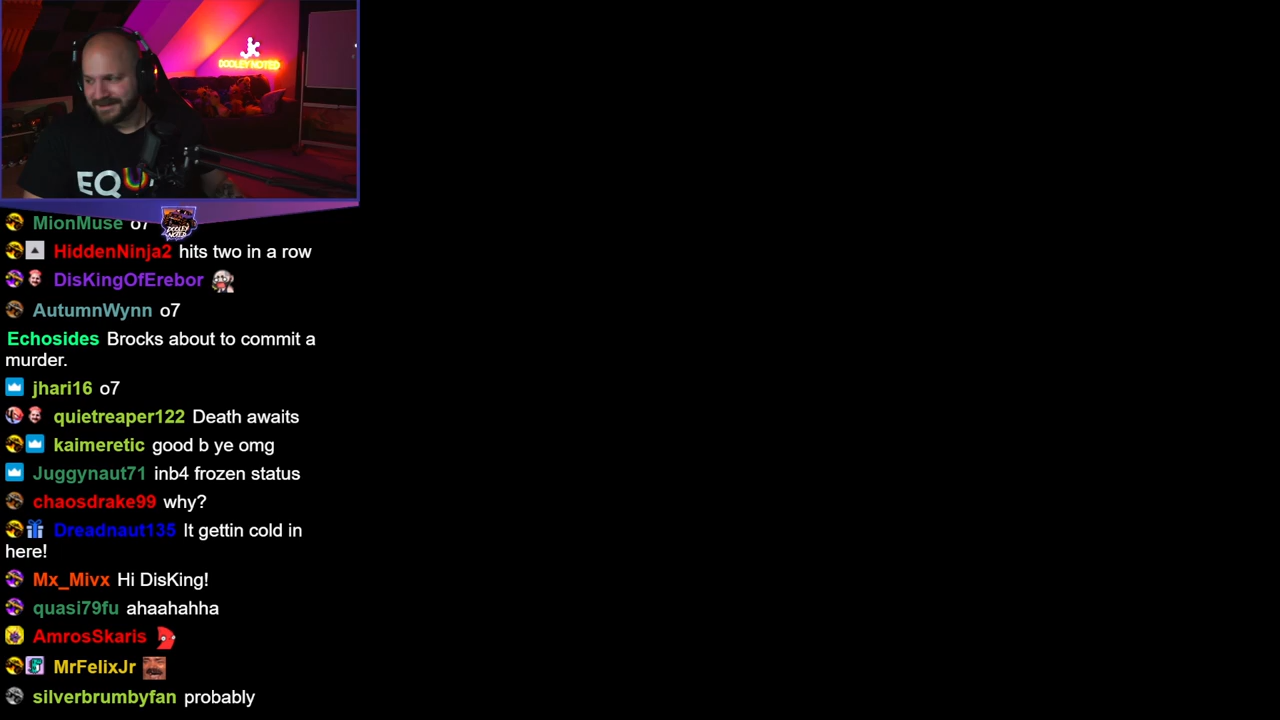 DOOLEY NOTED
EQU
DOOLEY
NOTED
MionMuse o7
HiddenNinja2 hits two in a row
DisKingOfErebor
AutumnWynn o7
Echosides Brocks about to commit a
murder.
jhari16 o7
quietreaper122 Death awaits
kaimeretic good b ye omg
Juggynaut71 inb4 frozen status
chaosdrake99 why?
Dreadnaut135 It gettin cold in
here!
Mx_Mivx Hi DisKing!
quasi79fu ahaahahha
AmrosSkaris
MrFelixJr
silverbrumbyfan probably